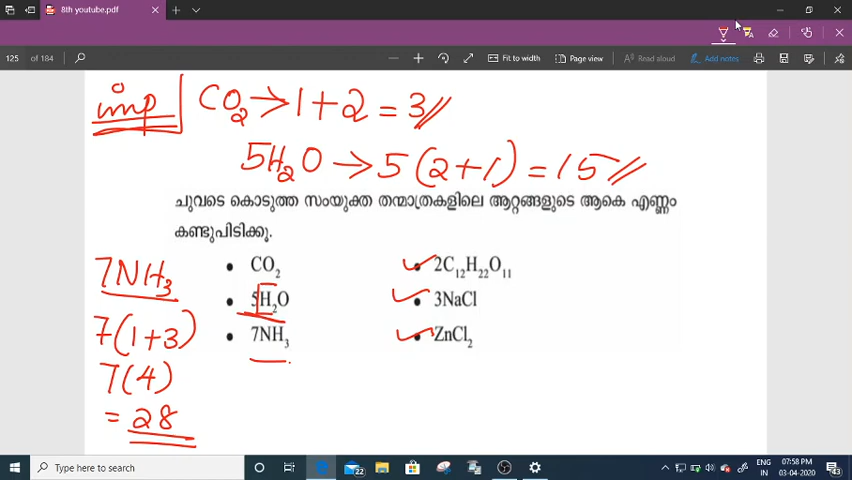 8th youtube.pdf
125 of 184
Fit to width
Page view
Read aloud
Add notes
imp
CO₂ → 1 + 2 = 3//
5H₂O → 5 (2+1) = 15//
ചുവടെ കൊടുത്ത സംയുക്ത തന്മാത്രകളിലെ ആറ്റങ്ങളുടെ ആകെ എണ്ണം
കണ്ടുപിടിക്കൂ.
• CO₂
• 5H₂O
• 7NH₃
• 2C₁₂H₂₂O₁₁
• 3NaCl
• ZnCl₂
7NH₃
7(1+3)
7(4)
= 28
Type here to search
22
ENG
IN
07:58 PM
03-04-2020
43